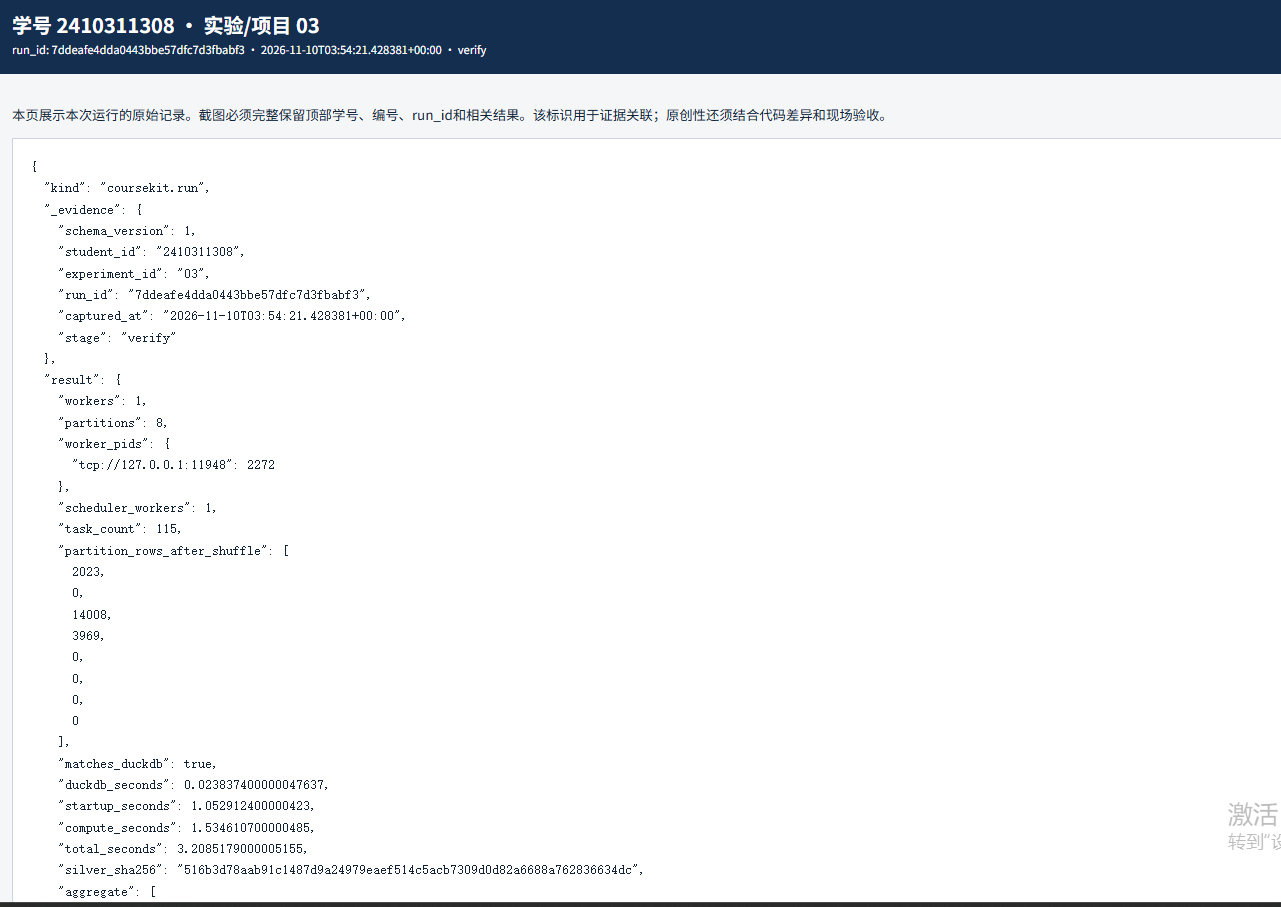 学号 2410311308 • 实验/项目 03
run_id: 7ddeafe4dda0443bbe57dfc7d3fbabf3 • 2026-11-10T03:54:21.428381+00:00 • verify
本页展示本次运行的原始记录。截图必须完整保留顶部学号、编号、run_id和相关结果。该标识用于证据关联；原创性还须结合代码差异和现场验收。
{
"kind": "coursekit.run",
"_evidence": {
"schema_version": 1,
"student_id": "2410311308",
"experiment_id": "03",
"run_id": "7ddeafe4dda0443bbe57dfc7d3fbabf3",
"captured_at": "2026-11-10T03:54:21.428381+00:00",
"stage": "verify"
},
"result": {
"workers": 1,
"partitions": 8,
"worker_pids": {
"tcp://127.0.0.1:11948": 2272
},
"scheduler_workers": 1,
"task_count": 115,
"partition_rows_after_shuffle": [
2023,
0,
14008,
3969,
0,
0,
0,
0
],
"matches_duckdb": true,
"duckdb_seconds": 0.023837400000047637,
"startup_seconds": 1.052912400000423,
"compute_seconds": 1.534610700000485,
"total_seconds": 3.2085179000005155,
"silver_sha256": "516b3d78aab91c1487d9a24979eaef514c5acb7309d0d82a6688a762836634dc",
"aggregate": [
激活
转到"设